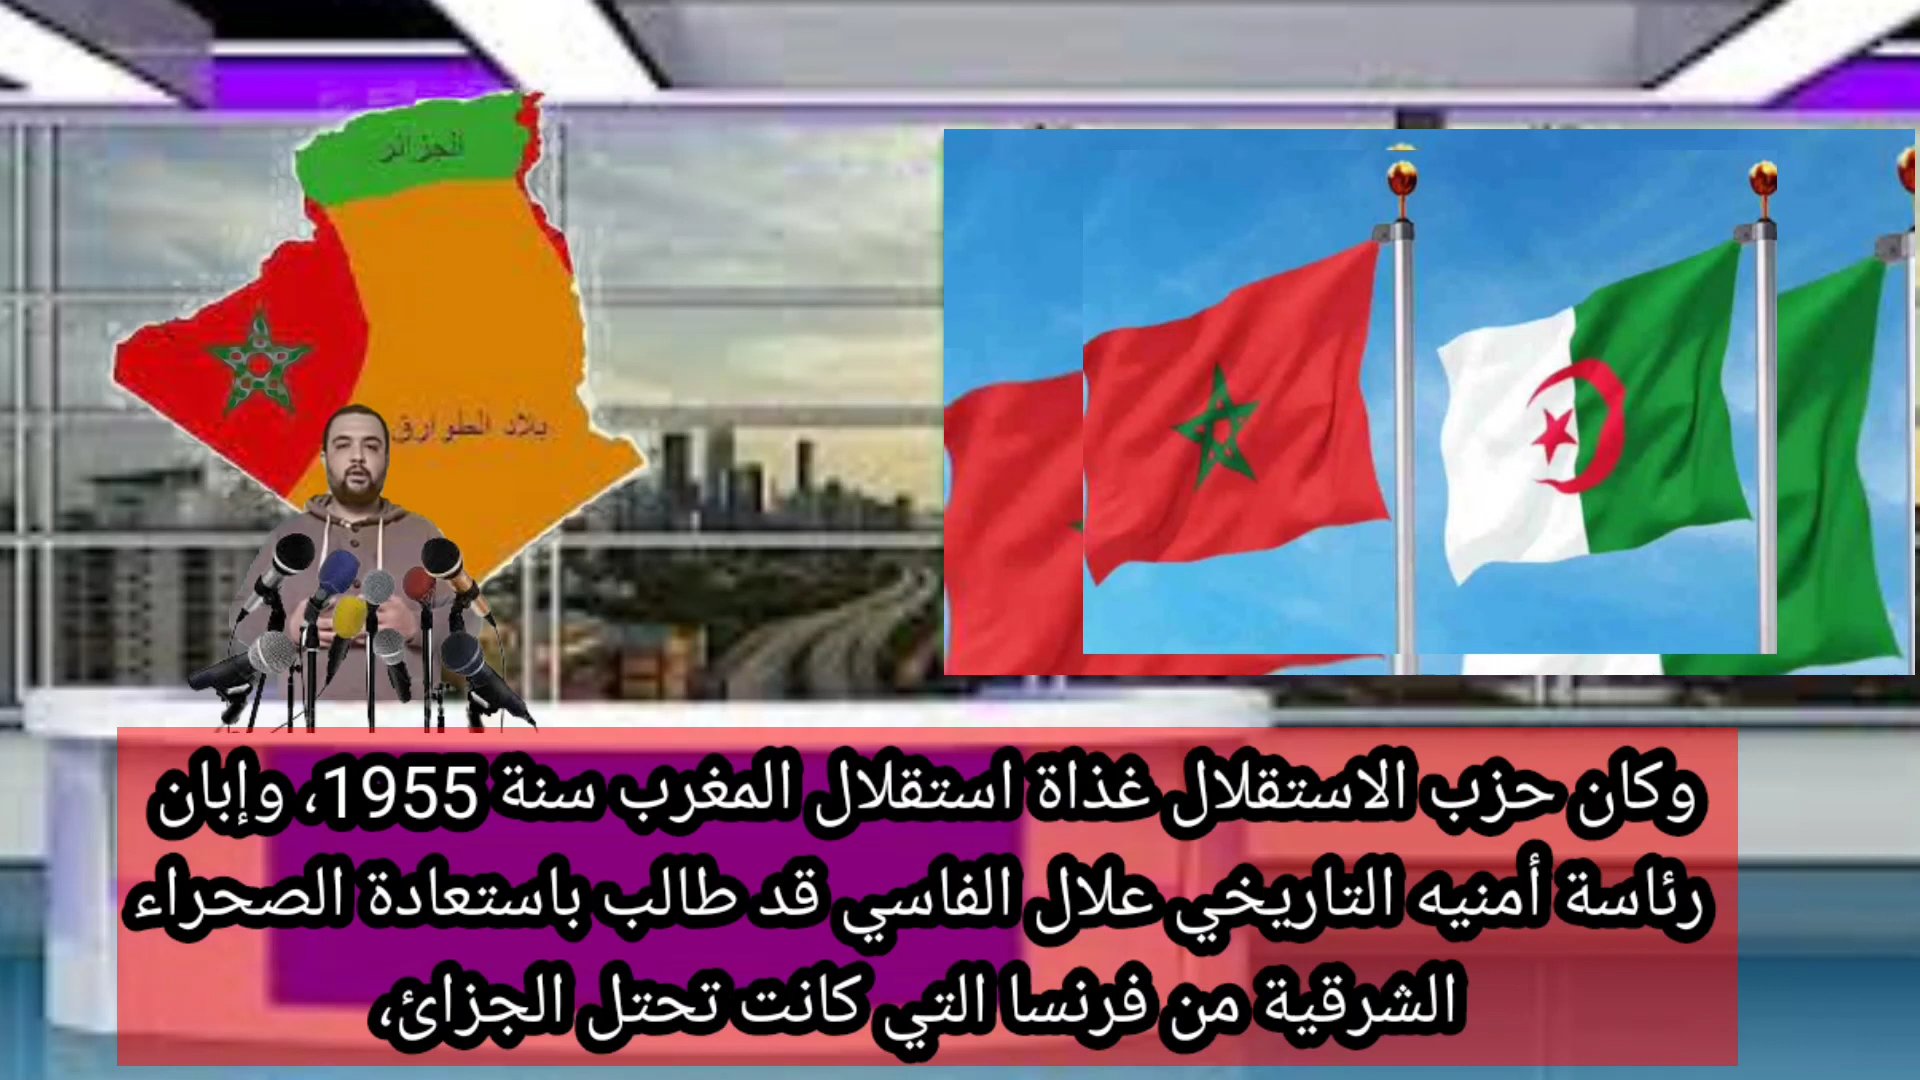 الجزائر
بلاد الطوارق
وكان حزب الاستقلال غذاة استقلال المغرب سنة 1955، وإبان
رئاسة أمنيه التاريخي علال الفاسي قد طالب باستعادة الصحراء
الشرقية من فرنسا التي كانت تحتل الجزائ،